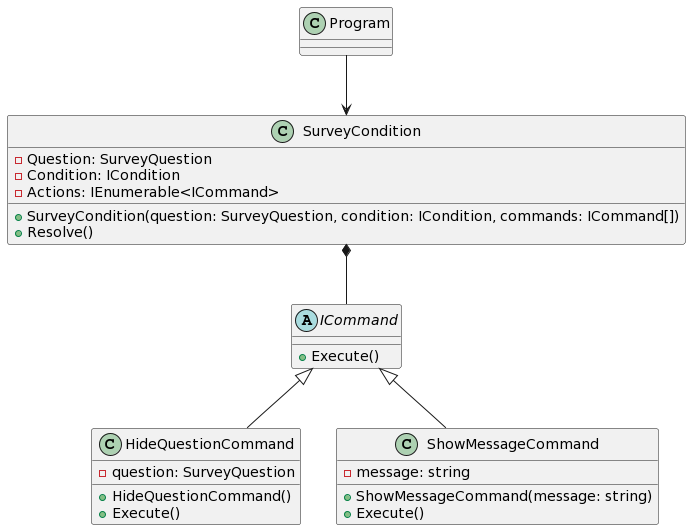 C Program
C SurveyCondition
Question: SurveyQuestion
Condition: ICondition
Actions: IEnumerable<ICommand>
SurveyCondition(question: SurveyQuestion, condition: ICondition, commands: ICommand[])
Resolve()
A ICommand
Execute()
C HideQuestionCommand
question: SurveyQuestion
HideQuestionCommand()
Execute()
C ShowMessageCommand
message: string
ShowMessageCommand(message: string)
Execute()